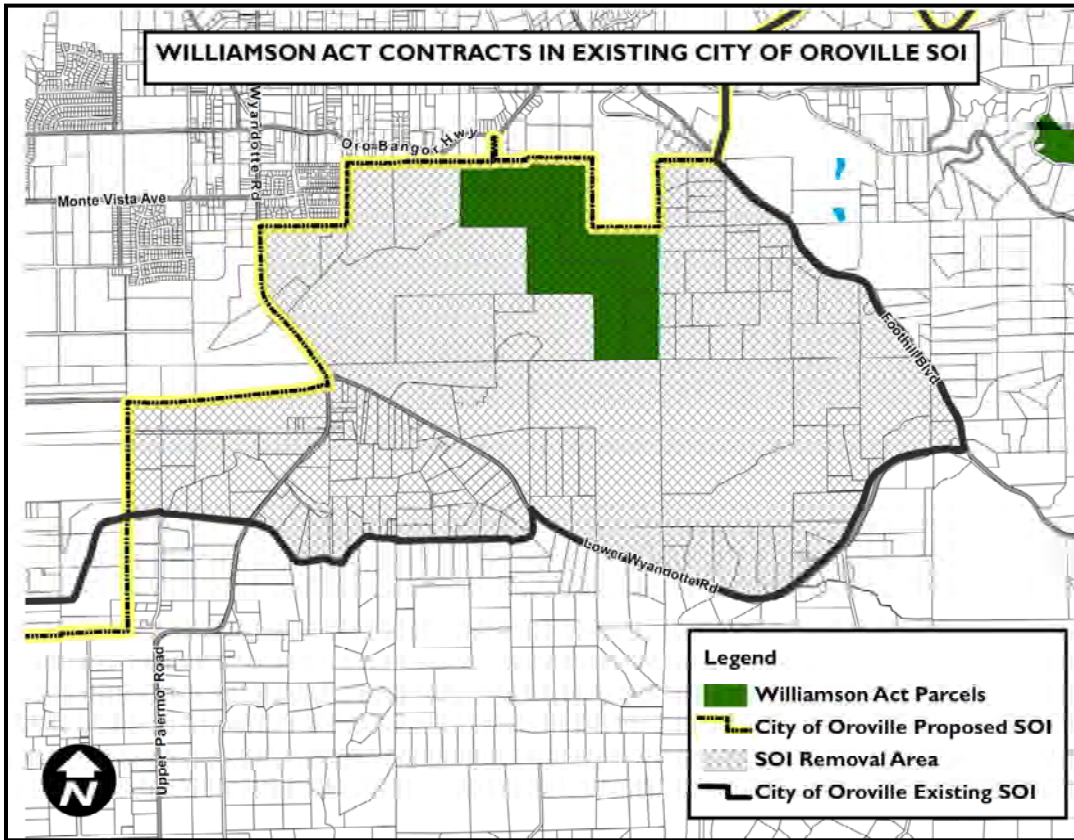 WILLIAMSON ACT CONTRACTS IN EXISTING CITY OF OROVILLE SOI
Wyandotte Rd
Oro-Bangor Hwy
Monte Vista Ave
Foothill Blvd
Lower Wyandotte Rd
Upper Palermo Road
Legend
Williamson Act Parcels
City of Oroville Proposed SOI
SOI Removal Area
City of Oroville Existing SOI
N